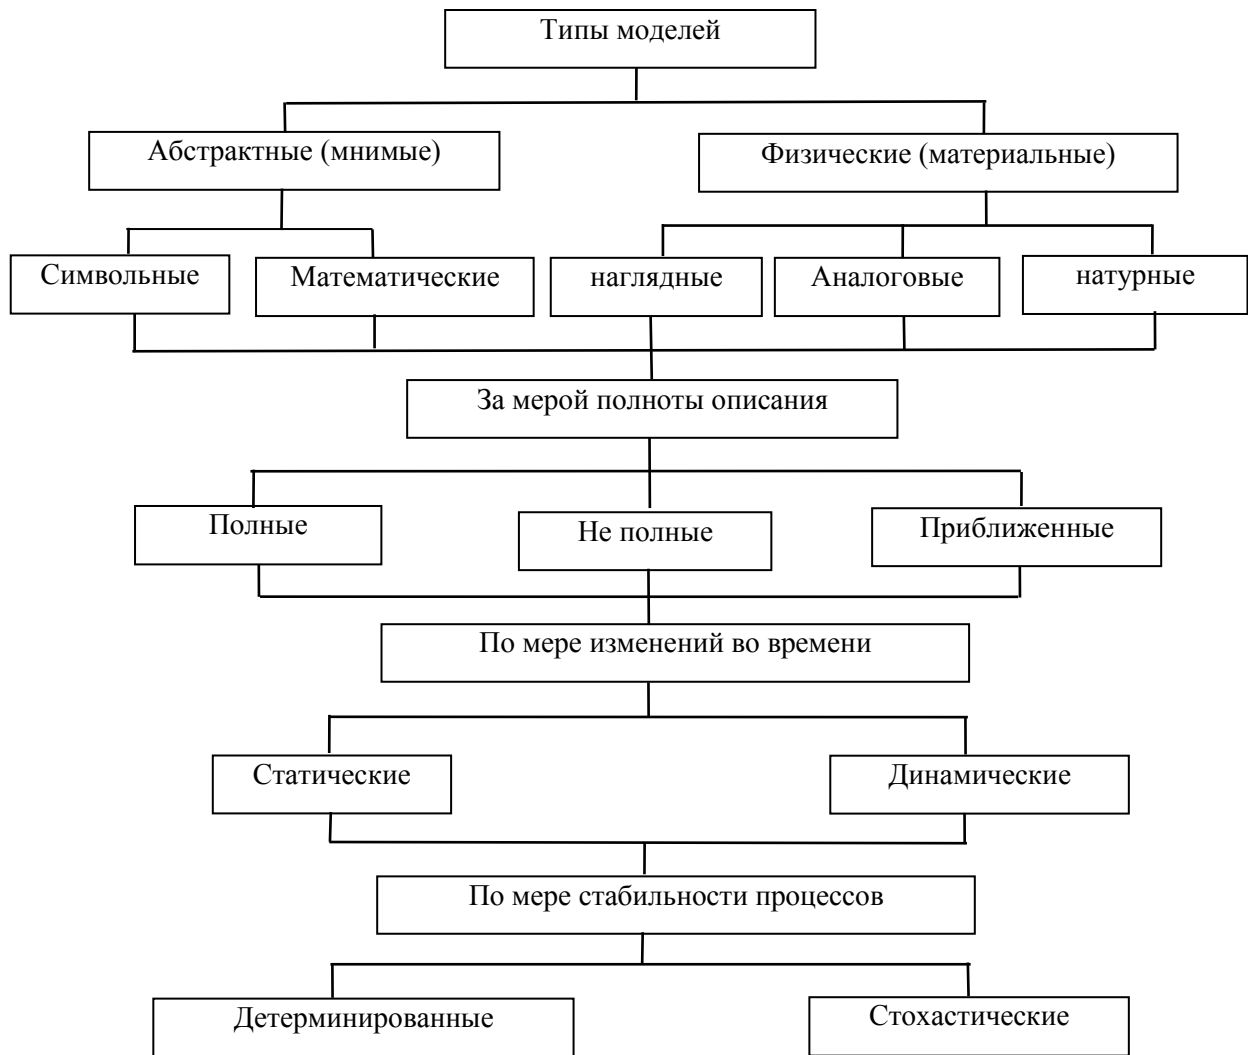 Типы моделей
Абстрактные (мнимые)
Физические (материальные)
Символьные
Математические
наглядные
Аналоговые
натурные
За мерой полноты описания
Полные
Не полные
Приближенные
По мере изменений во времени
Статические
Динамические
По мере стабильности процессов
Детерминированные
Стохастические